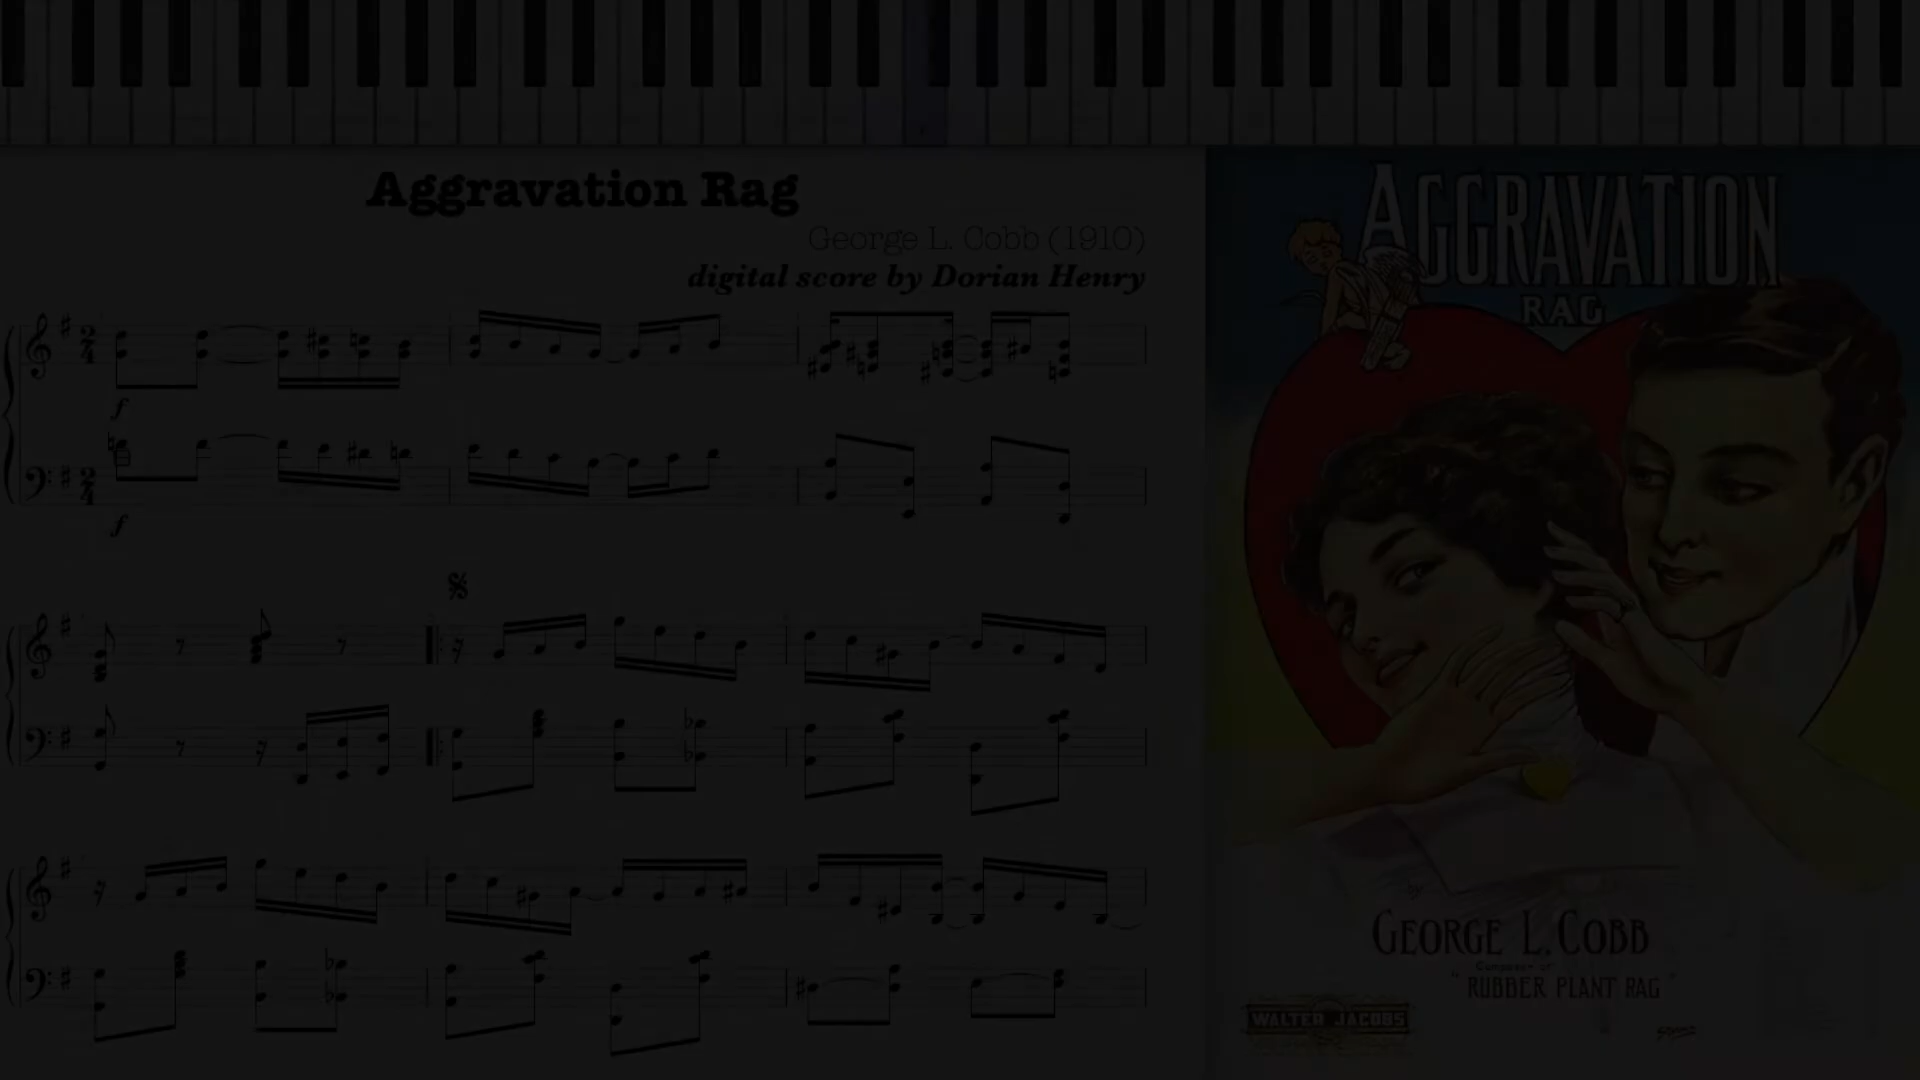 Aggravation Rag
George L. Cobb (1910)
digital score by Dorian Henry
f
f
AGGRAVATION
RAG
by
GEORGE L. COBB
Composer of
"RUBBER PLANT RAG"
WALTER JACOBS